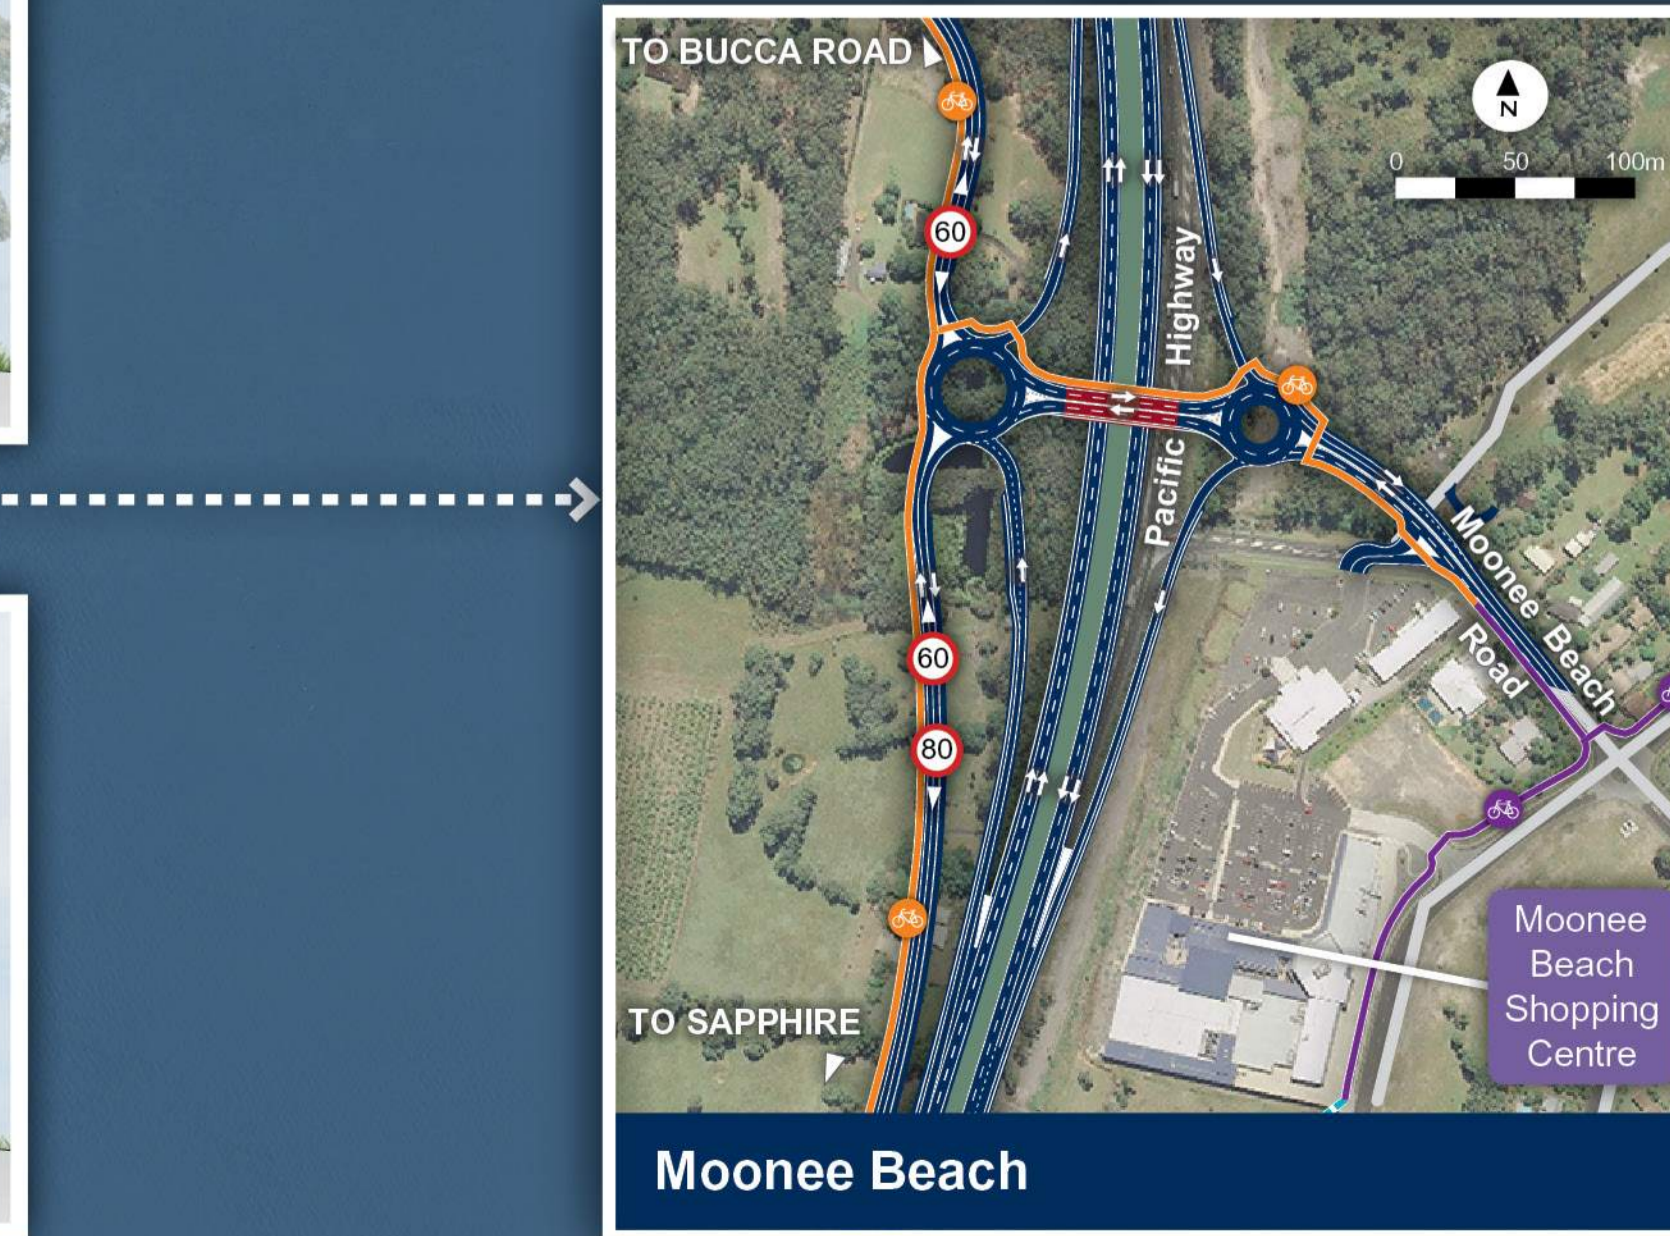 TO BUCCA ROAD
N
0 50 100m
60
Pacific Highway
Moonee Beach
Road
60
80
Moonee
Beach
Shopping
Centre
TO SAPPHIRE
Moonee Beach